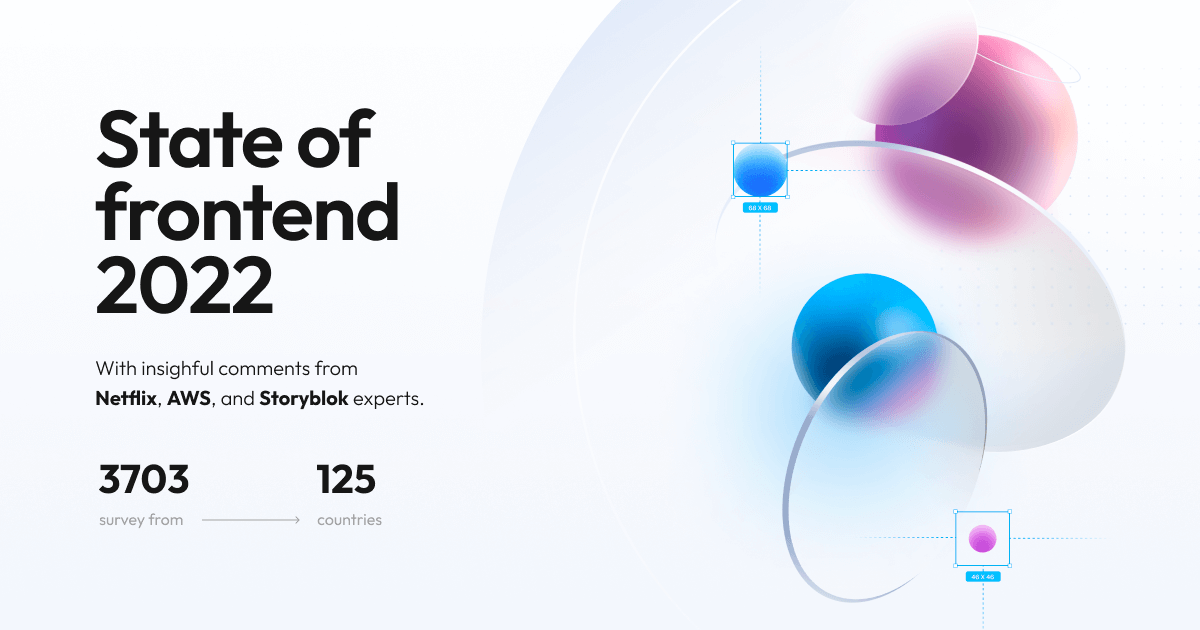 State of
frontend
2022
With insighful comments from
Netflix, AWS, and Storyblok experts.
3703
125
survey from
countries
68 X 68
46 X 46